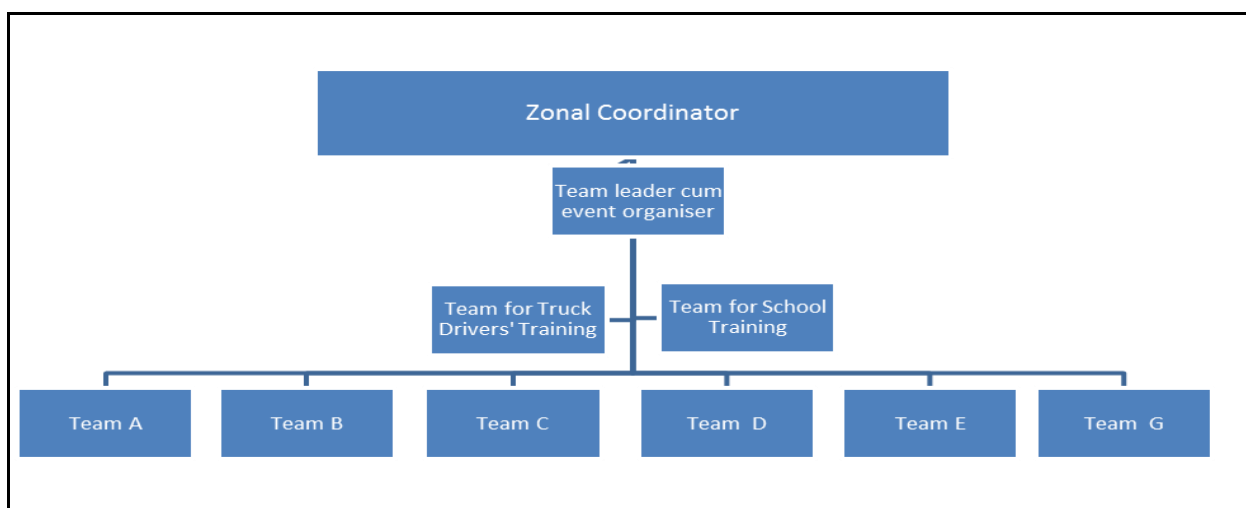 Zonal Coordinator
Team leader cum
event organiser
Team for Truck
Drivers' Training
Team for School
Training
Team A
Team B
Team C
Team D
Team E
Team G